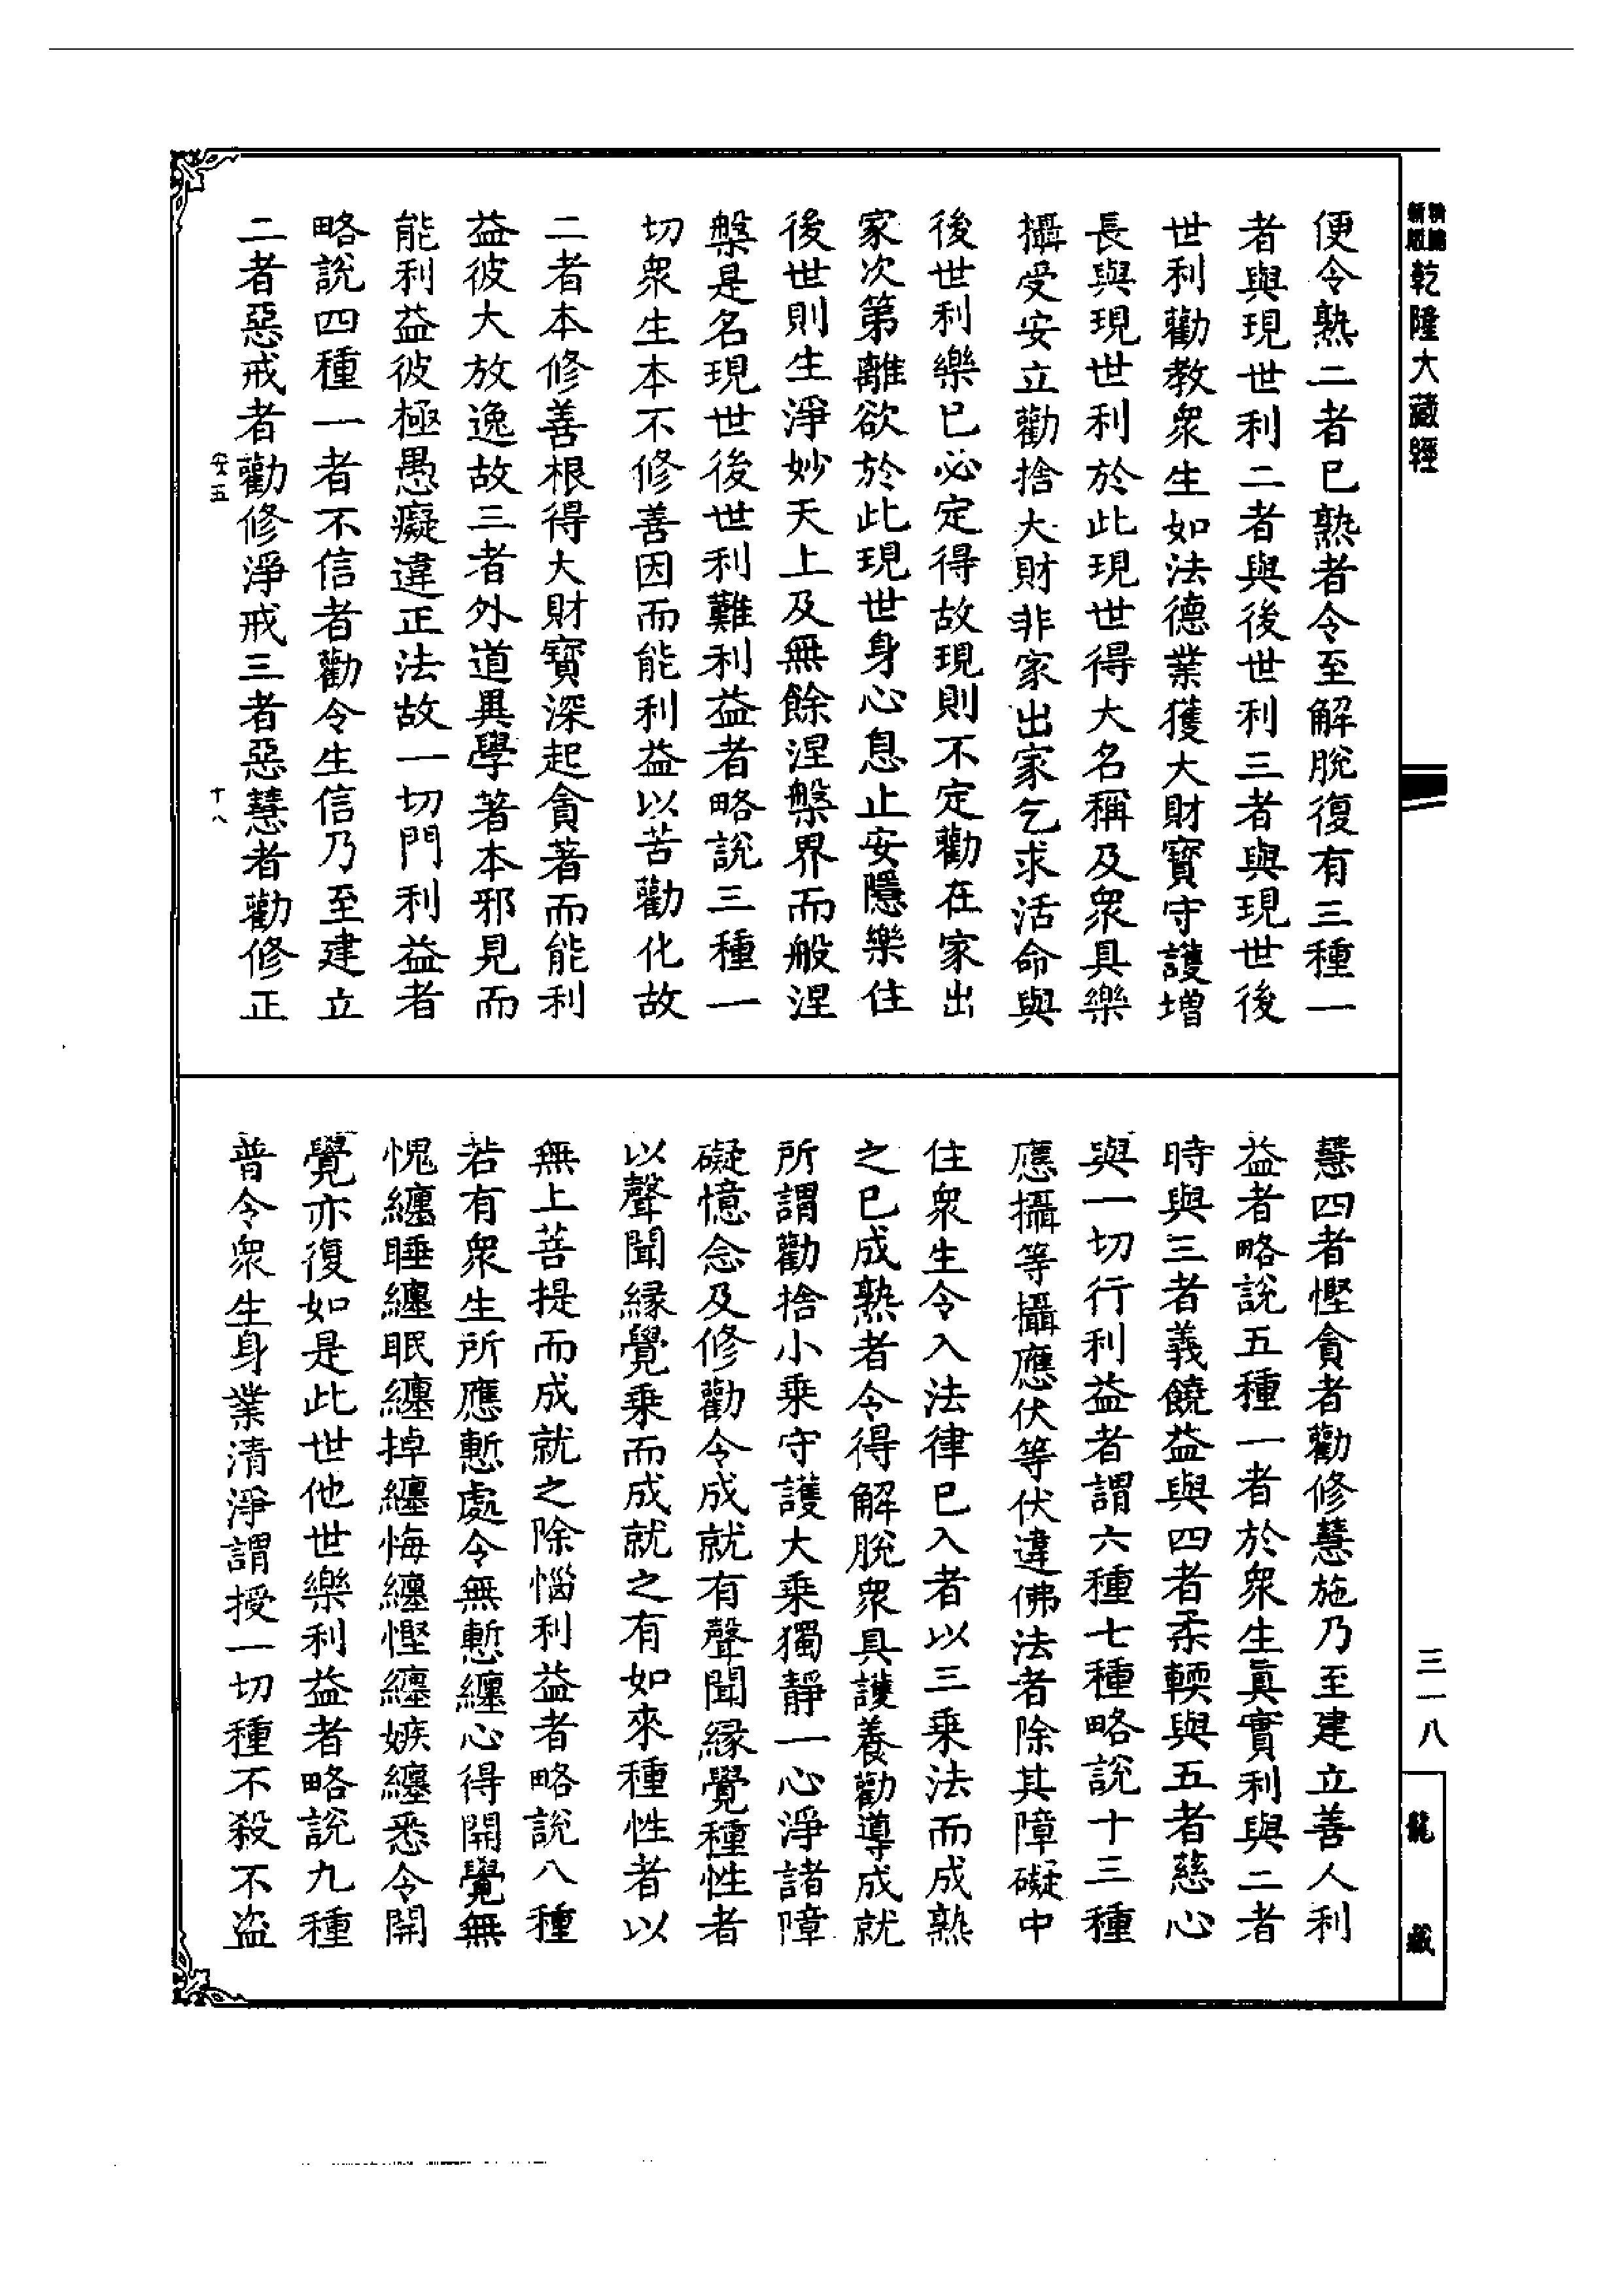 新編
新版
乾隆大藏經
便令熟二者已熟者令至解脫復有三種一
者與現世利二者與後世利三者與現世後
世利勸教衆生如法德業獲大財寶守護增
長與現世利於此現世得大名稱及衆具樂
攝受安立勸捨大財非家出家乞求活命與
後世利樂已必定得故現則不定勸在家出
家次第離欲於此現世身心息止安隱樂住
後世則生淨妙天上及無餘涅槃界而般涅
槃是名現世後世利難利益者略說三種一
切衆生本不修善因而能利益以苦勸化故
二者本修善根得大財寶深起貪著而能利
益彼大放逸故三者外道異學著本邪見而
能利益彼極愚癡違正法故一切門利益者
略說四種一者不信者勸令生信乃至建立
二者惡戒者勸修淨戒三者惡慧者勸修正
安五
十八
慧四者慳貪者勸修慧施乃至建立善人利
益者略說五種一者於衆生眞實利與二者
時與三者義饒益與四者柔輭與五者慈心
與一切行利益者謂六種七種略說十三種
應攝等攝應伏等伏違佛法者除其障礙中
住衆生令入法律已入者以三乘法而成熟
之已成熟者令得解脫衆具護養勸導成就
所謂勸捨小乘守護大乘獨靜一心淨諸障
礙憶念及修勸令成就有聲聞緣覺種性者
以聲聞緣覺乘而成就之有如來種性者以
無上菩提而成就之除惱利益者略說八種
若有衆生所應慙處令無慙纏心得開覺無
愧纏睡纏眠纏掉纏悔纏慳纏嫉纏悉令開
覺亦復如是此世他世樂利益者略說九種
普令衆生身業清淨謂授一切種不殺不盜
三一八
龍藏